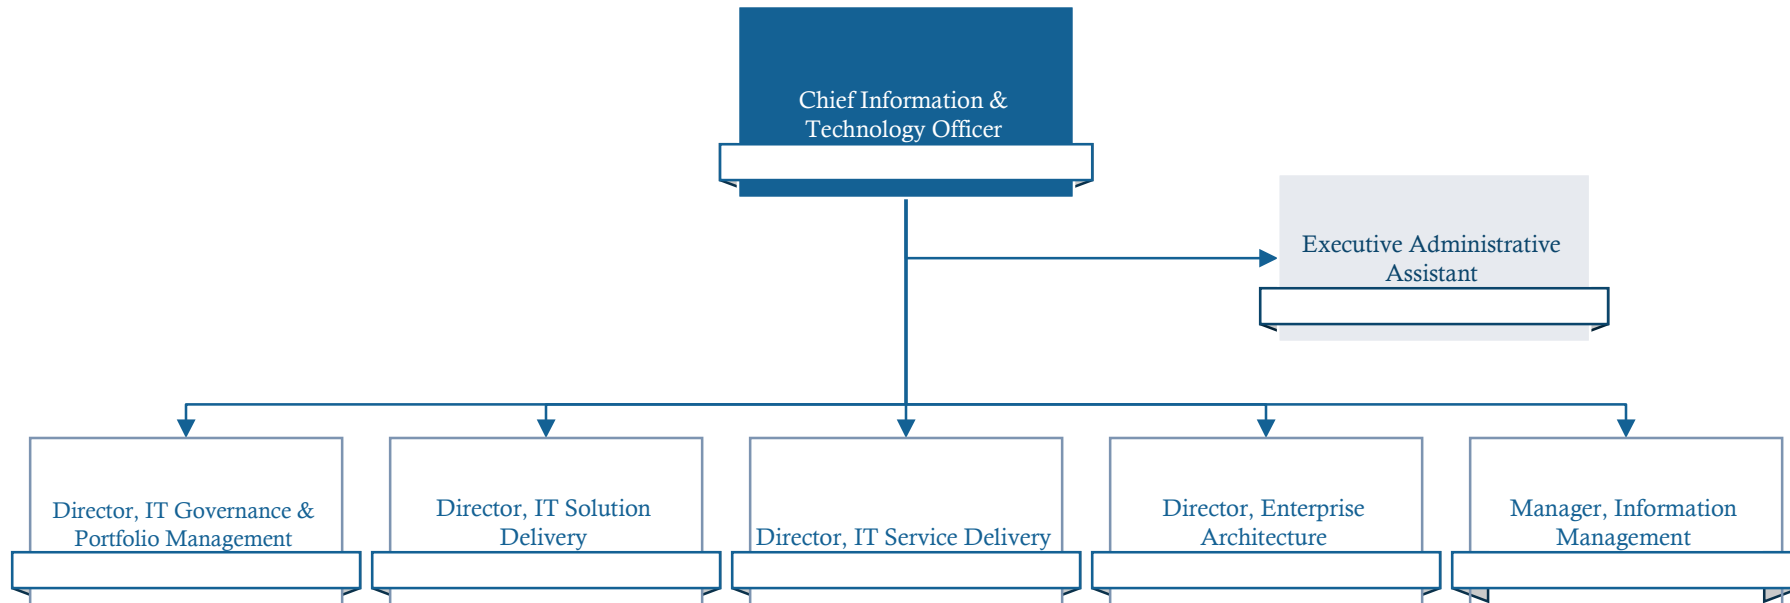 Chief Information &
Technology Officer
Executive Administrative
Assistant
Director, IT Governance &
Portfolio Management
Director, IT Solution
Delivery
Director, IT Service Delivery
Director, Enterprise
Architecture
Manager, Information
Management